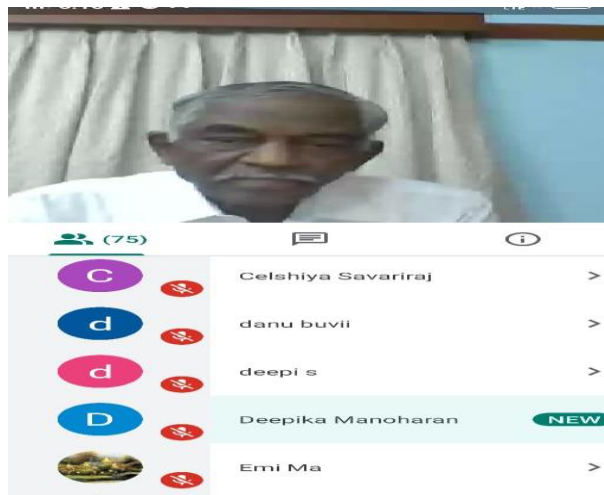 (75)
C
Celshiya Savariraj
d
danu buvii
d
deepi s
D
Deepika Manoharan
NEW
Emi Ma